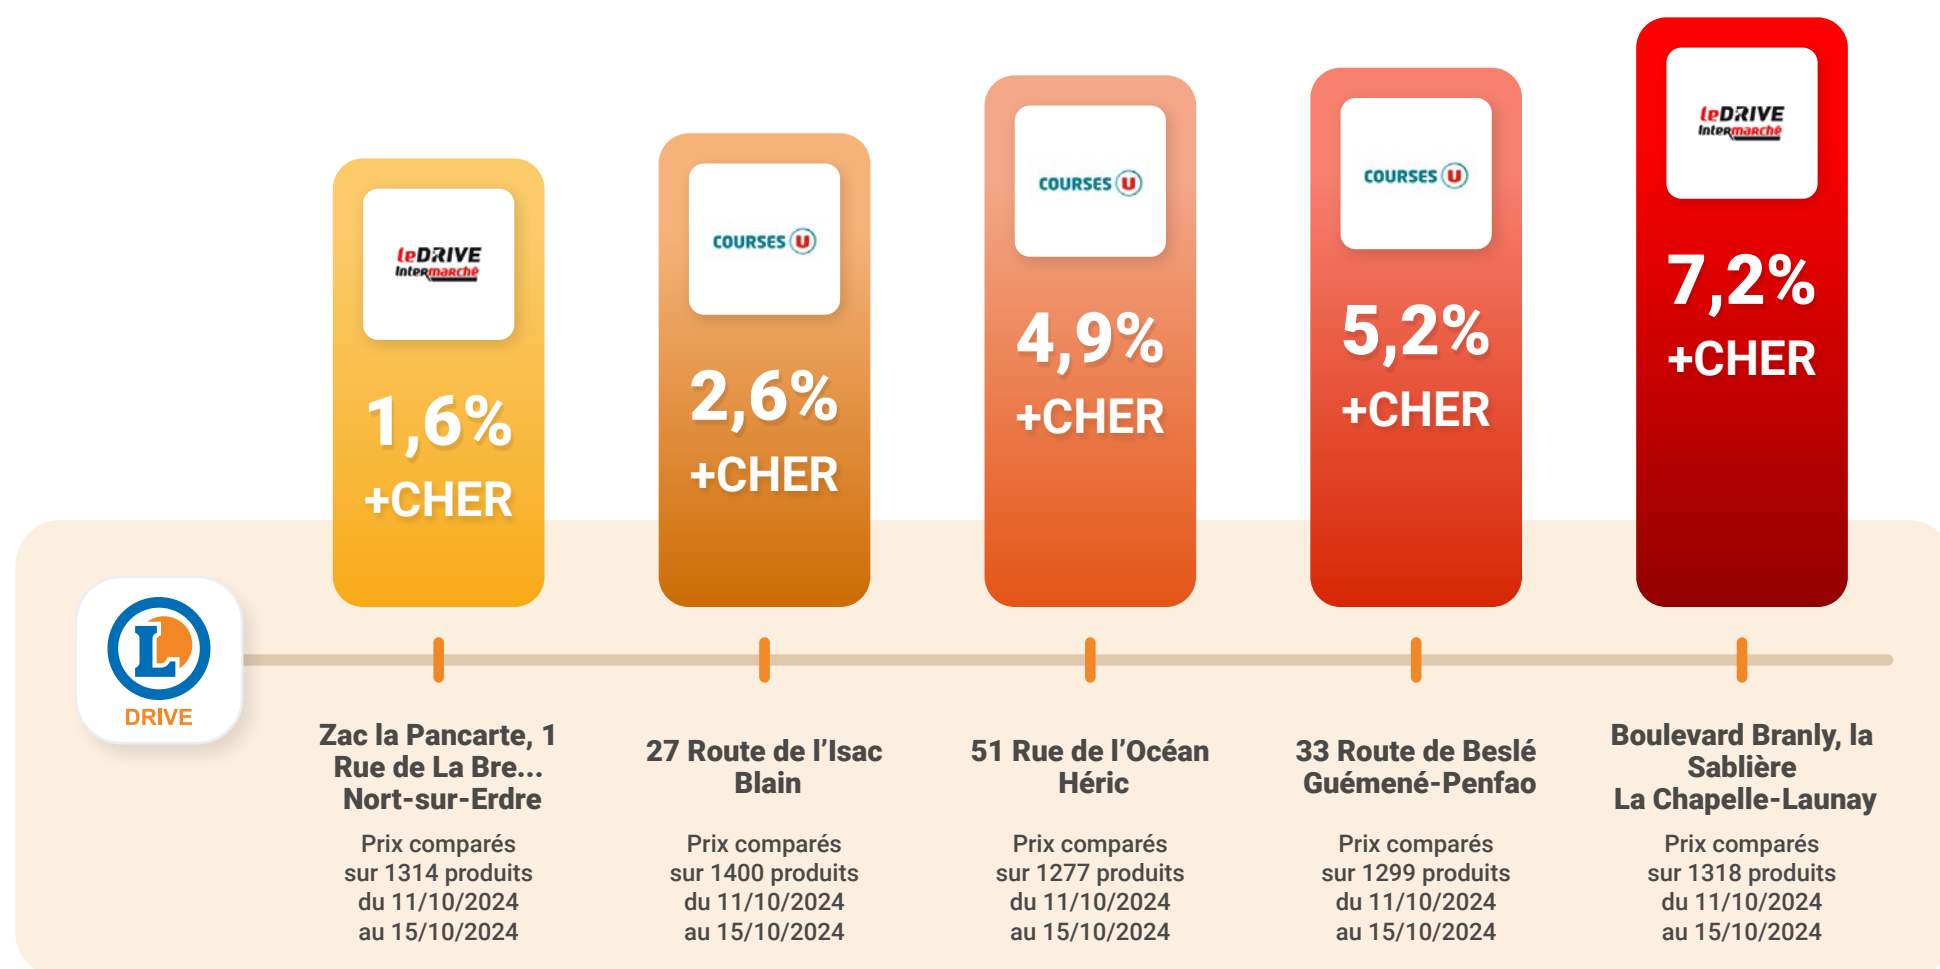 leDRIVE
Intermarché
1,6%
+CHER
COURSES U
2,6%
+CHER
COURSES U
4,9%
+CHER
COURSES U
5,2%
+CHER
leDRIVE
Intermarché
7,2%
+CHER
L
DRIVE
Zac la Pancarte, 1
Rue de La Bre...
Nort-sur-Erdre
Prix comparés
sur 1314 produits
du 11/10/2024
au 15/10/2024
27 Route de l’Isac
Blain
Prix comparés
sur 1400 produits
du 11/10/2024
au 15/10/2024
51 Rue de l’Océan
Héric
Prix comparés
sur 1277 produits
du 11/10/2024
au 15/10/2024
33 Route de Beslé
Guémené-Penfao
Prix comparés
sur 1299 produits
du 11/10/2024
au 15/10/2024
Boulevard Branly, la
Sablière
La Chapelle-Launay
Prix comparés
sur 1318 produits
du 11/10/2024
au 15/10/2024